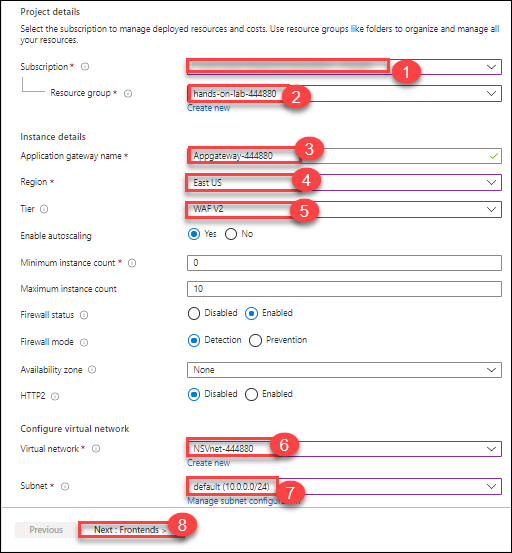 Project details
Select the subscription to manage deployed resources and costs. Use resource groups like folders to organize and manage all
your resources.
Subscription *
1
Resource group *
hands-on-lab-444880
2
Create new
Instance details
Application gateway name *
Appgateway-444880
3
Region *
East US
4
Tier
WAF V2
5
Enable autoscaling
Yes No
Minimum instance count *
0
Maximum instance count
10
Firewall status
Disabled Enabled
Firewall mode
Detection Prevention
Availability zone
None
HTTP2
Disabled Enabled
Configure virtual network
Virtual network *
NSVnet-444880
6
Create new
Subnet *
default (10.0.0.0/24)
7
Manage subnet
Previous
Next : Frontends >
8